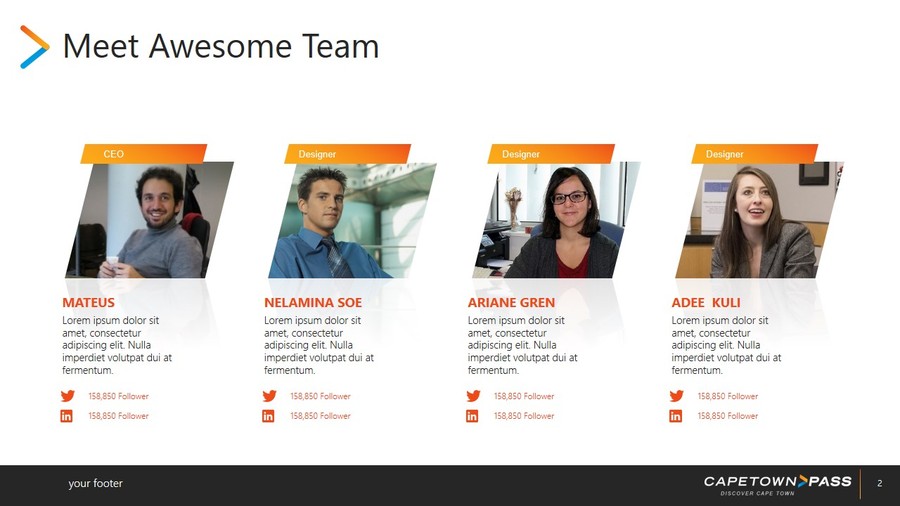 Meet Awesome Team
CEO
MATEUS
Lorem ipsum dolor sit
amet, consectetur
adipiscing elit. Nulla
imperdiet volutpat dui at
fermentum.
158,850 Follower
158,850 Follower
Designer
NELAMINA SOE
Lorem ipsum dolor sit
amet, consectetur
adipiscing elit. Nulla
imperdiet volutpat dui at
fermentum.
158,850 Follower
158,850 Follower
Designer
ARIANE GREN
Lorem ipsum dolor sit
amet, consectetur
adipiscing elit. Nulla
imperdiet volutpat dui at
fermentum.
158,850 Follower
158,850 Follower
Designer
ADEE  KULI
Lorem ipsum dolor sit
amet, consectetur
adipiscing elit. Nulla
imperdiet volutpat dui at
fermentum.
158,850 Follower
158,850 Follower
your footer
CAPETOWN PASS
DISCOVER CAPE TOWN
2